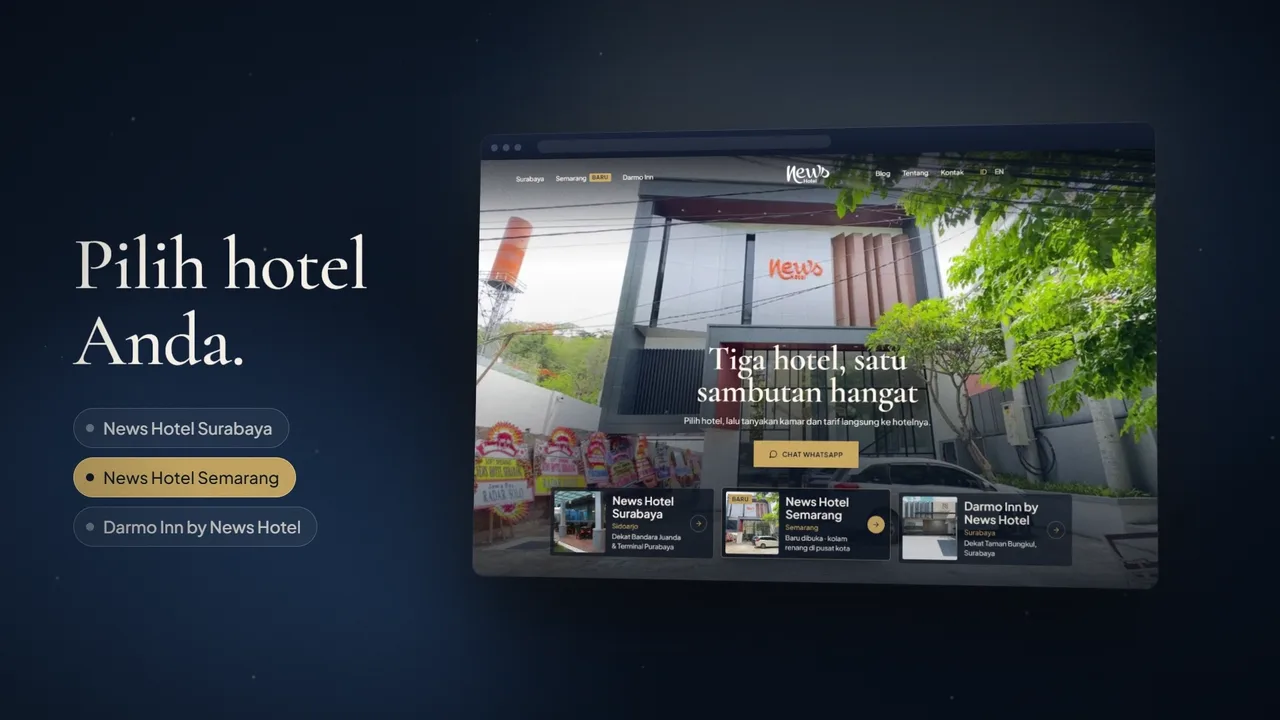 Pilih hotel
Anda.
News Hotel Surabaya
News Hotel Semarang
Darmo Inn by News Hotel
Surabaya
Semarang BARU
Darmo Inn
News
Hotel
Blog
Tentang
Kontak
ID
EN
News
Tiga hotel, satu
sambutan hangat
Pilih hotel, lalu tanyakan kamar dan tarif langsung ke hotelnya.
CHAT WHATSAPP
News Hotel
Surabaya
Sidoarjo
Dekat Bandara Juanda
& Terminal Purabaya
BARU
News Hotel
Semarang
Semarang
Baru dibuka · kolam
renang di pusat kota
Darmo Inn by
News Hotel
Surabaya
Dekat Taman Bungkul,
Surabaya